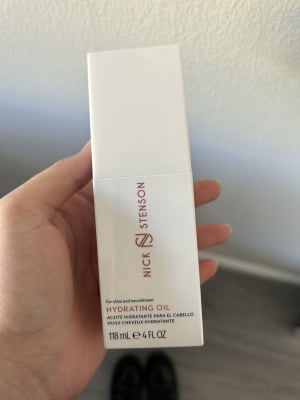 NICK STENSON
For shine and nourishment
HYDRATING OIL
ACEITE HIDRATANTE PARA EL CABELLO
HUILE CHEVEUX HYDRATANTE
118 mL ℮ 4 FL OZ